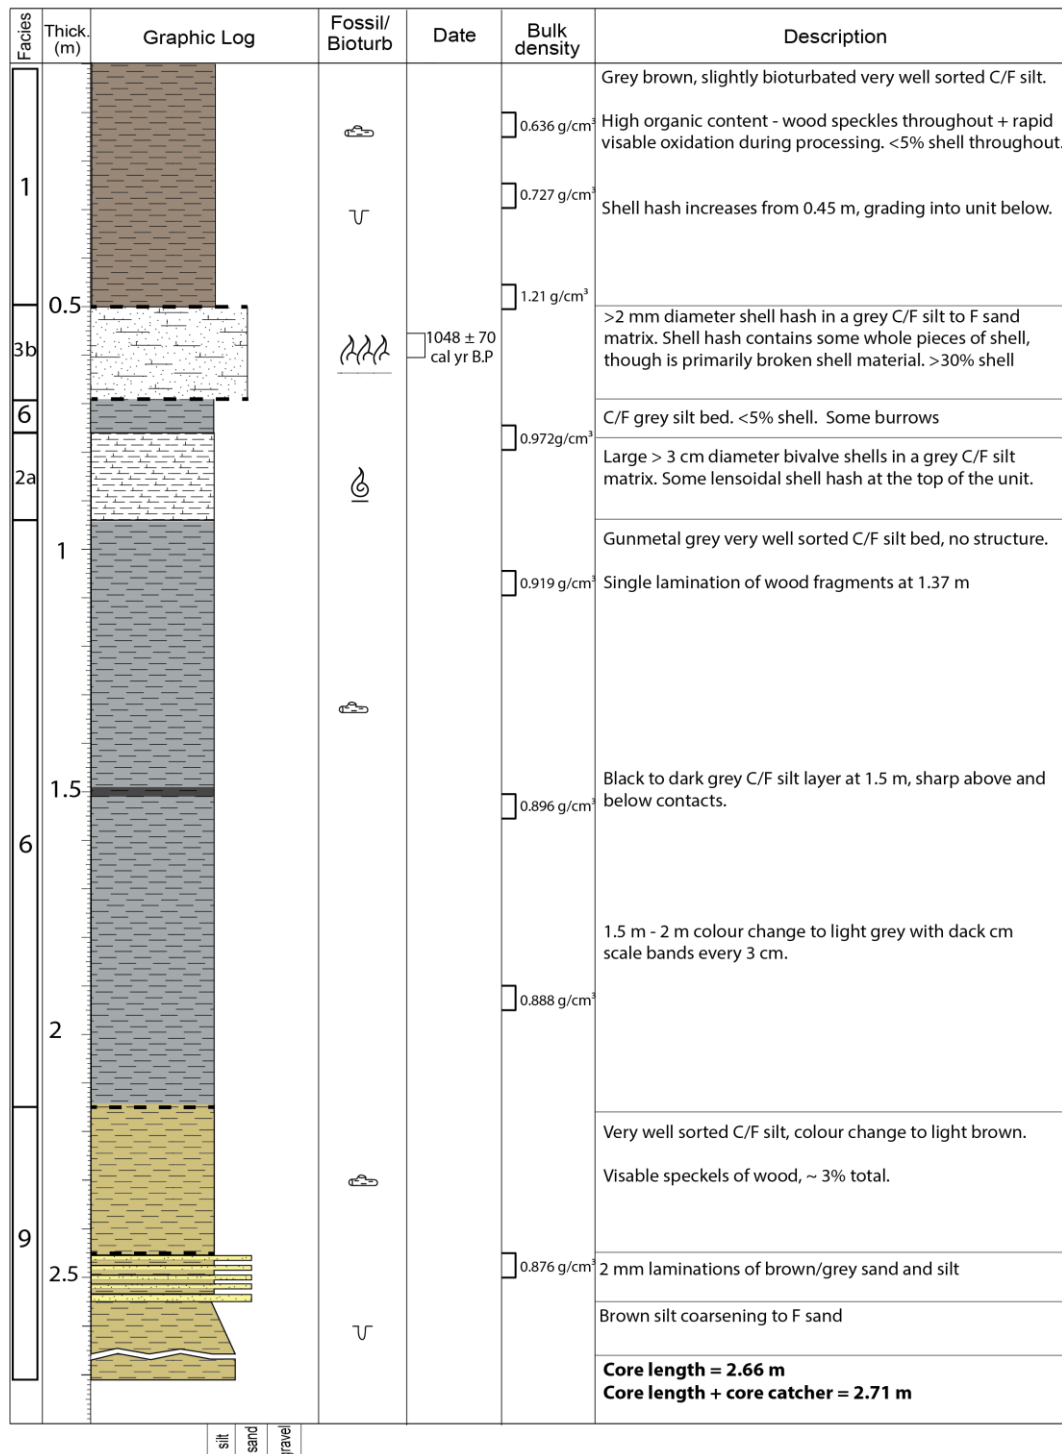 Facies
Thick. (m)
Graphic Log
Fossil/ Bioturb
Date
Bulk density
Description
1
Grey brown, slightly bioturbated very well sorted C/F silt.
0.636 g/cm³
High organic content - wood speckles throughout + rapid
visable oxidation during processing. <5% shell throughout.
0.727 g/cm³
Shell hash increases from 0.45 m, grading into unit below.
1.21 g/cm³
0.5
3b
1048 ± 70
cal yr B.P
>2 mm diameter shell hash in a grey C/F silt to F sand
matrix. Shell hash contains some whole pieces of shell,
though is primarily broken shell material. >30% shell
6
C/F grey silt bed. <5% shell. Some burrows
0.972g/cm³
2a
Large > 3 cm diameter bivalve shells in a grey C/F silt
matrix. Some lensoidal shell hash at the top of the unit.
1
Gunmetal grey very well sorted C/F silt bed, no structure.
0.919 g/cm³
Single lamination of wood fragments at 1.37 m
1.5
Black to dark grey C/F silt layer at 1.5 m, sharp above and
below contacts.
0.896 g/cm³
6
1.5 m - 2 m colour change to light grey with dack cm
scale bands every 3 cm.
0.888 g/cm³
2
9
Very well sorted C/F silt, colour change to light brown.
Visable speckels of wood, ~ 3% total.
2.5
0.876 g/cm³
2 mm laminations of brown/grey sand and silt
Brown silt coarsening to F sand
Core length = 2.66 m
Core length + core catcher = 2.71 m
silt
sand
gravel